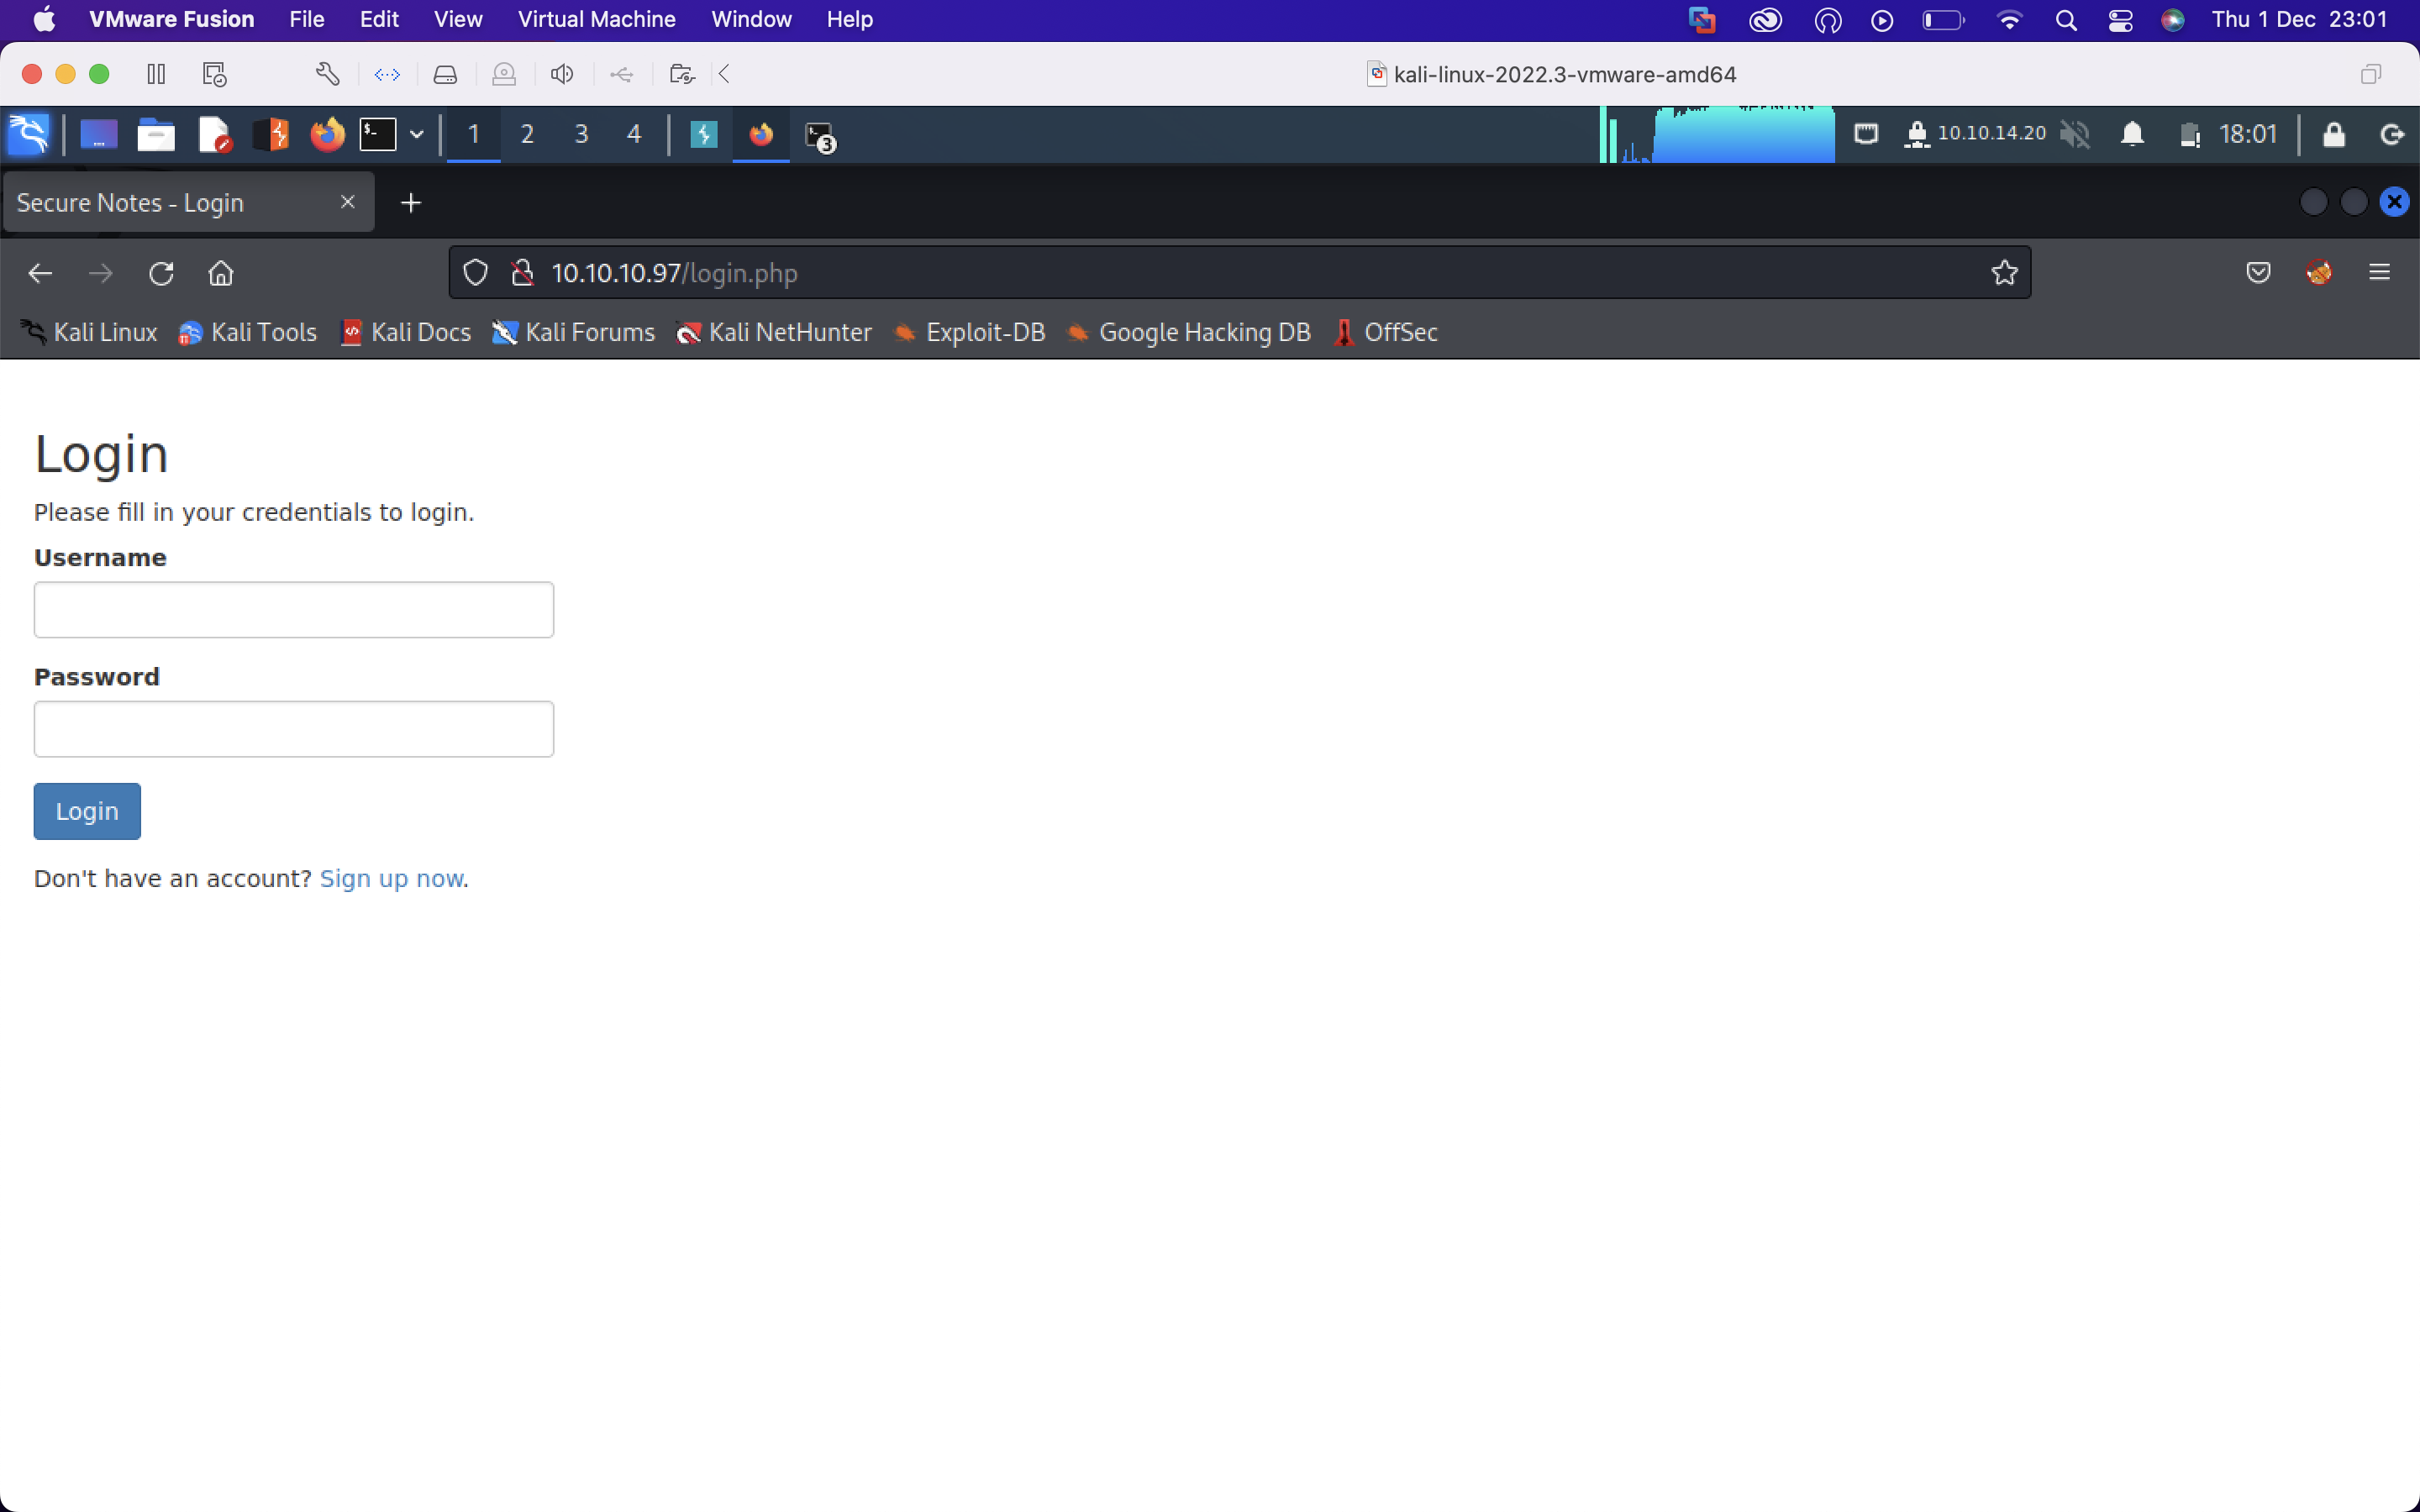 VMware Fusion File Edit View Virtual Machine Window Help Thu 1 Dec 23:01
kali-linux-2022.3-vmware-amd64
1 2 3 4 3 10.10.14.20 18:01
Secure Notes - Login
10.10.10.97/login.php
Kali Linux Kali Tools Kali Docs Kali Forums Kali NetHunter Exploit-DB Google Hacking DB OffSec
Login
Please fill in your credentials to login.
Username
Password
Login
Don't have an account? Sign up now.